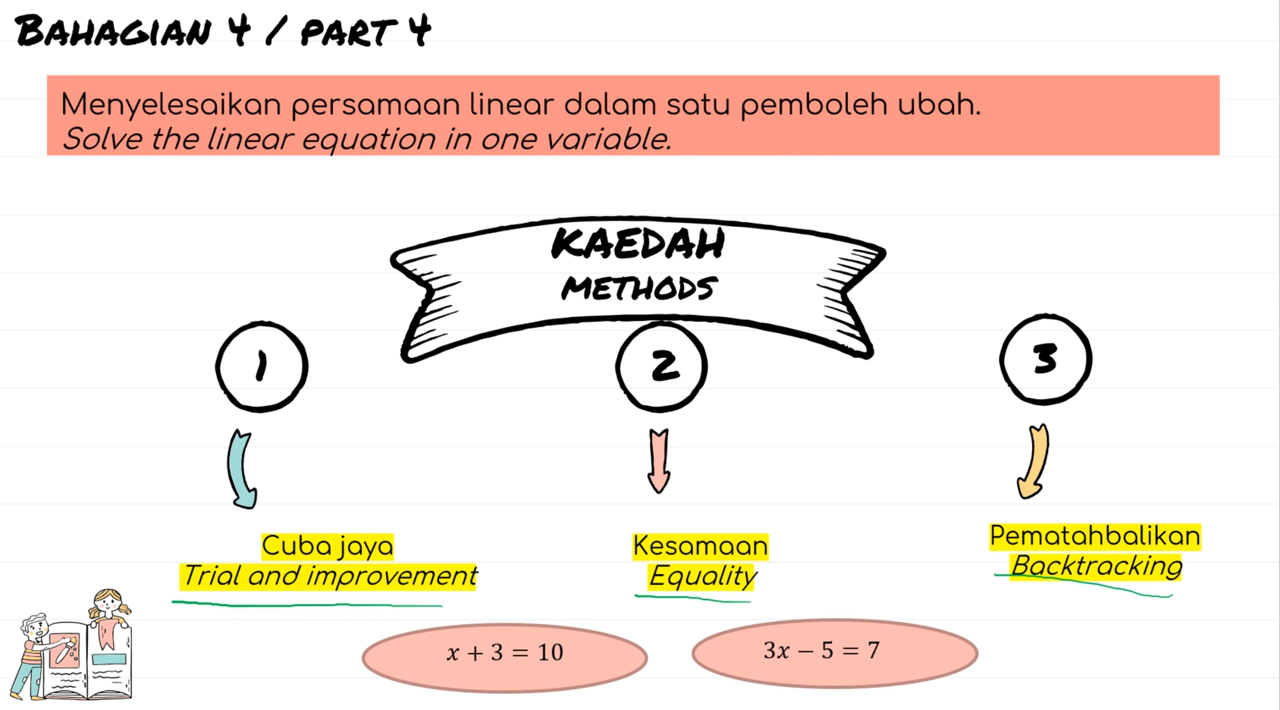 BAHAGIAN 4 / PART 4
Menyelesaikan persamaan linear dalam satu pemboleh ubah.
Solve the linear equation in one variable.
KAEDAH
METHODS
1
2
3
Cuba jaya
Trial and improvement
Kesamaan
Equality
Pematahbalikan
Backtracking
x + 3 = 10
3x − 5 = 7